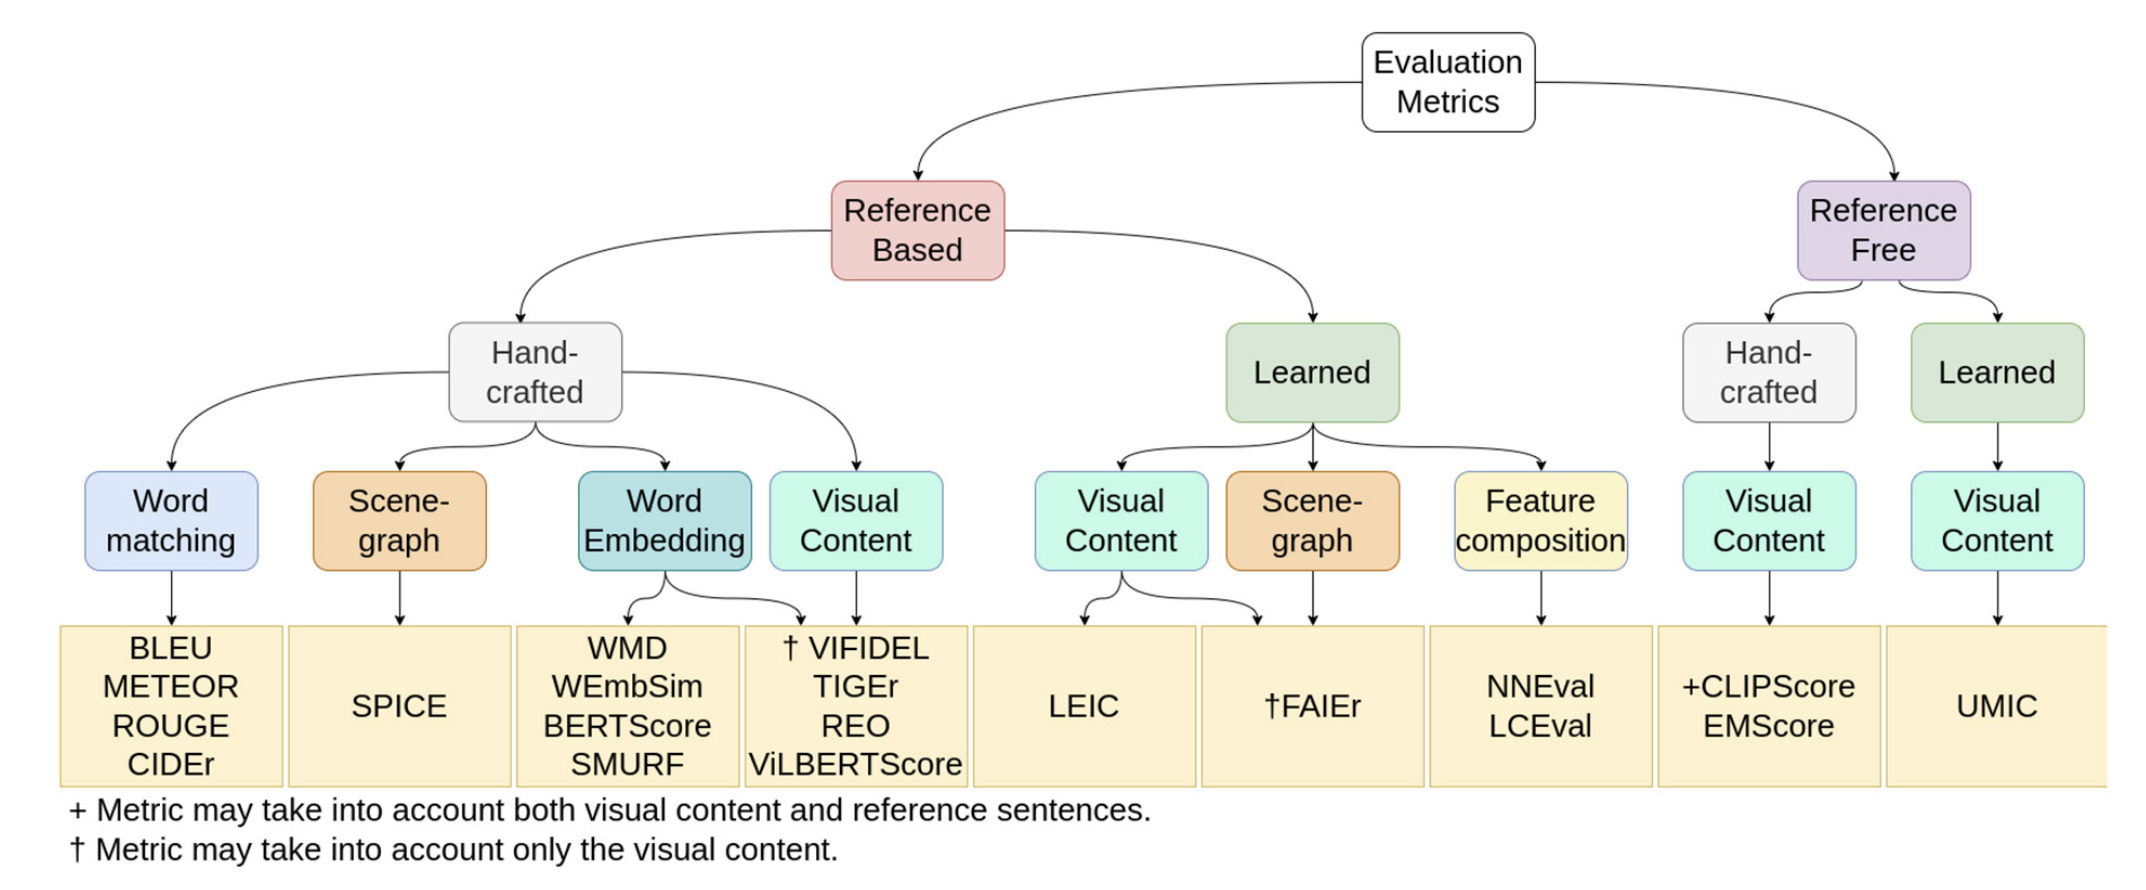 Evaluation
Metrics
Reference
Based
Reference
Free
Hand-
crafted
Learned
Hand-
crafted
Learned
Word
matching
Scene-
graph
Word
Embedding
Visual
Content
Visual
Content
Scene-
graph
Feature
composition
Visual
Content
Visual
Content
BLEU
METEOR
ROUGE
CIDEr
SPICE
WMD
WEmbSim
BERTScore
SMURF
† VIFIDEL
TIGEr
REO
ViLBERTScore
LEIC
†FAIEr
NNEval
LCEval
+CLIPScore
EMScore
UMIC
+ Metric may take into account both visual content and reference sentences.
† Metric may take into account only the visual content.